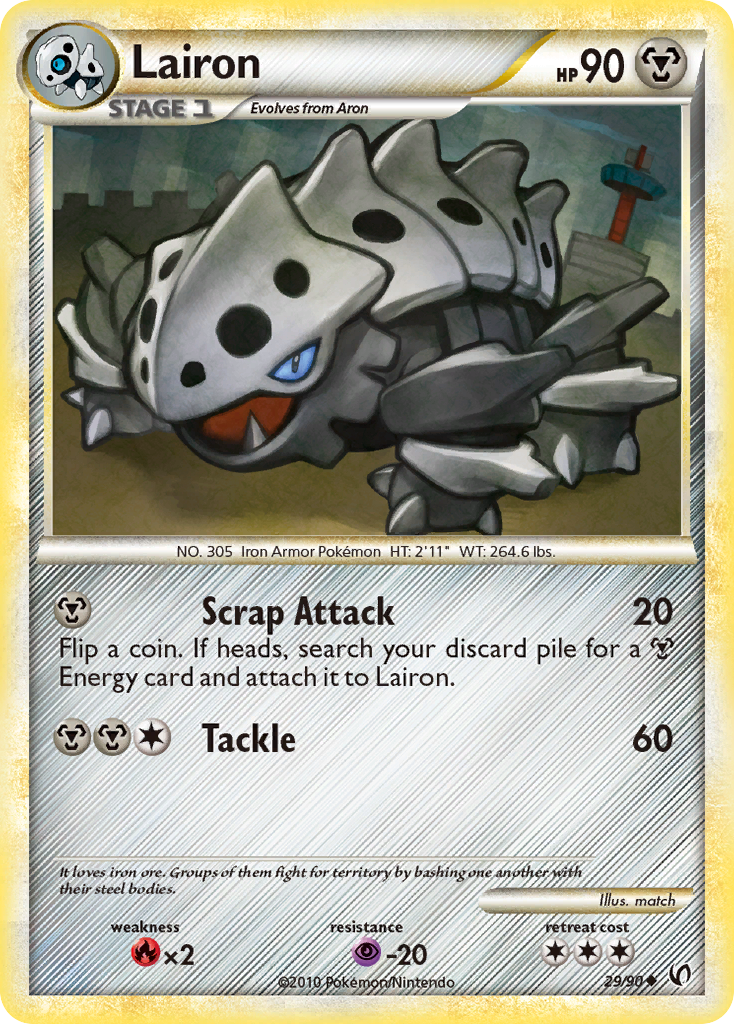 Lairon
HP 90
STAGE 1
Evolves from Aron
NO. 305 Iron Armor Pokémon HT: 2'11" WT: 264.6 lbs.
Scrap Attack 20
Flip a coin. If heads, search your discard pile for a
Energy card and attach it to Lairon.
Tackle 60
It loves iron ore. Groups of them fight for territory by bashing one another with
their steel bodies.
Illus. match
weakness resistance retreat cost
×2 -20
©2010 Pokémon/Nintendo 29/90